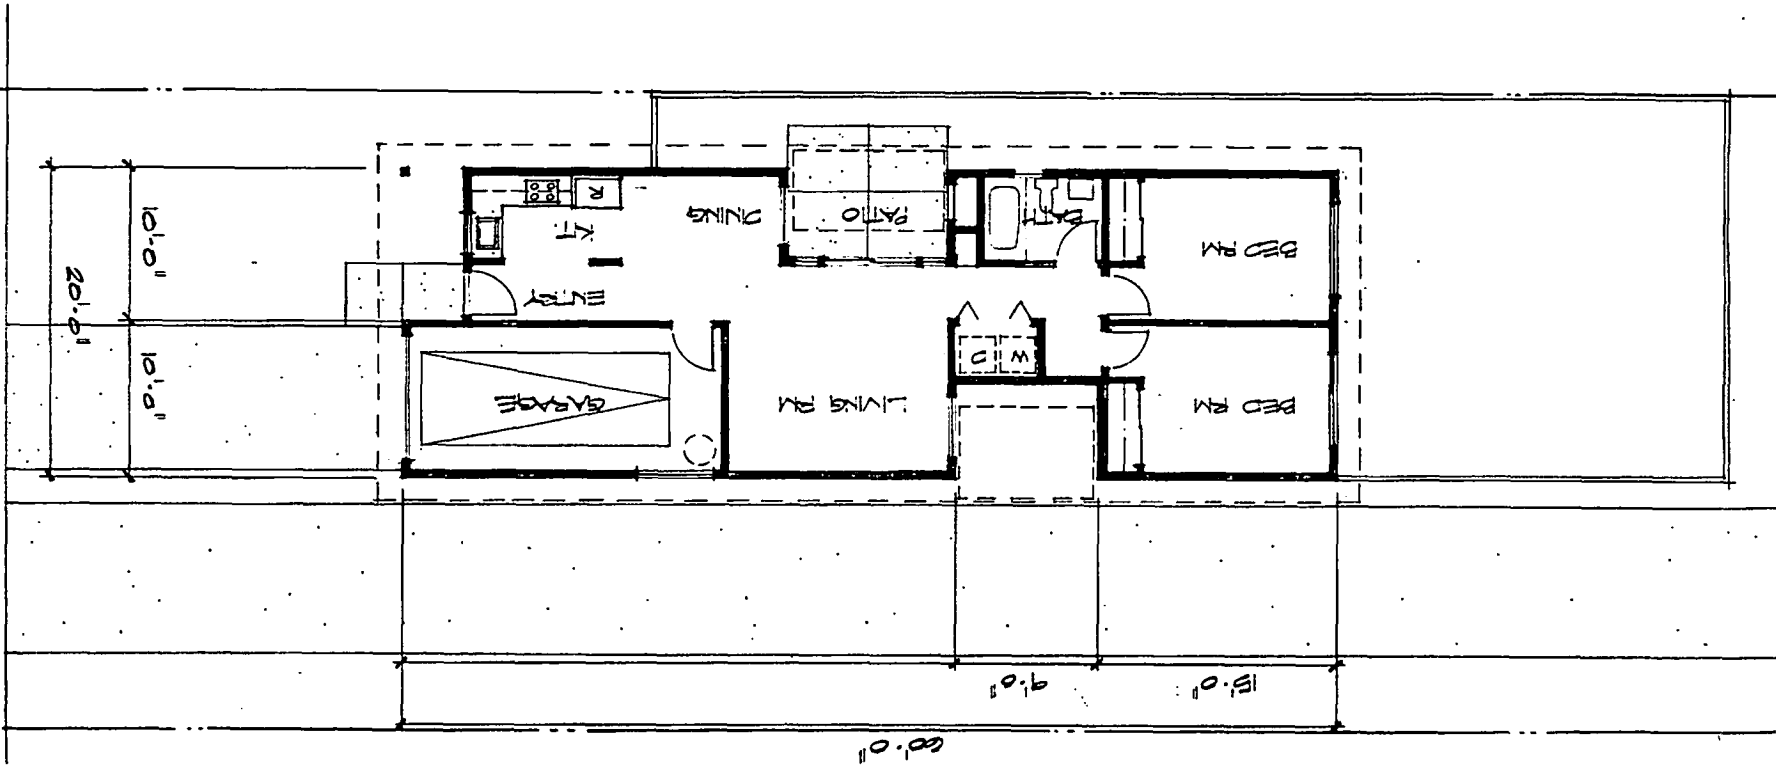 BED RM
BED RM
BATH
PATIO
DINING
KIT
R
ENTRY
W
D
LIVING RM
GARAGE
10'-0"
10'-0"
20'-0"
15'-0"
9'-0"
60'-0"